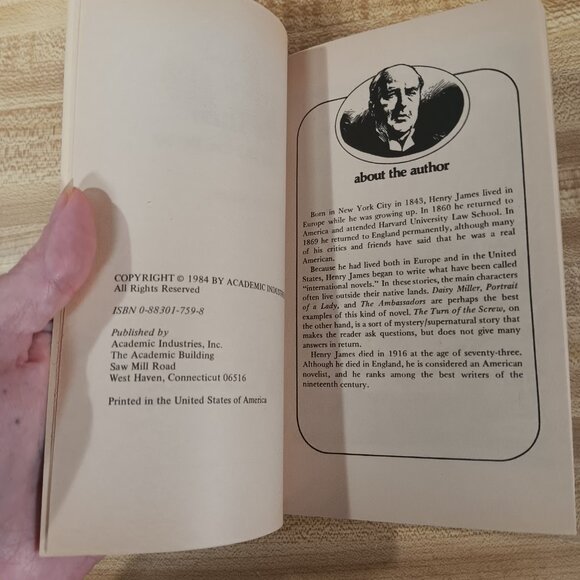 COPYRIGHT © 1984 BY ACADEMIC
All Rights Reserved
ISBN 0-88301-759-8
Published by
Academic Industries, Inc.
The Academic Building
Saw Mill Road
West Haven, Connecticut 06516
Printed in the United States of America
about the author
Born in New York City in 1843, Henry James lived in
Europe while he was growing up. In 1860 he returned to
America and attended Harvard University Law School. In
1869 he returned to England permanently, although many
of his critics and friends have said that he was a real
American.
Because he had lived both in Europe and in the United
States, Henry James began to write what have been called
"international novels." In these stories, the main characters
often live outside their native lands. Daisy Miller, Portrait
of a Lady, and The Ambassadors are perhaps the best
examples of this kind of novel. The Turn of the Screw, on
the other hand, is a sort of mystery/supernatural story that
makes the reader ask questions, but does not give many
answers in return.
Henry James died in 1916 at the age of seventy-three.
Although he died in England, he is considered an American
novelist, and he ranks among the best writers of the
nineteenth century.